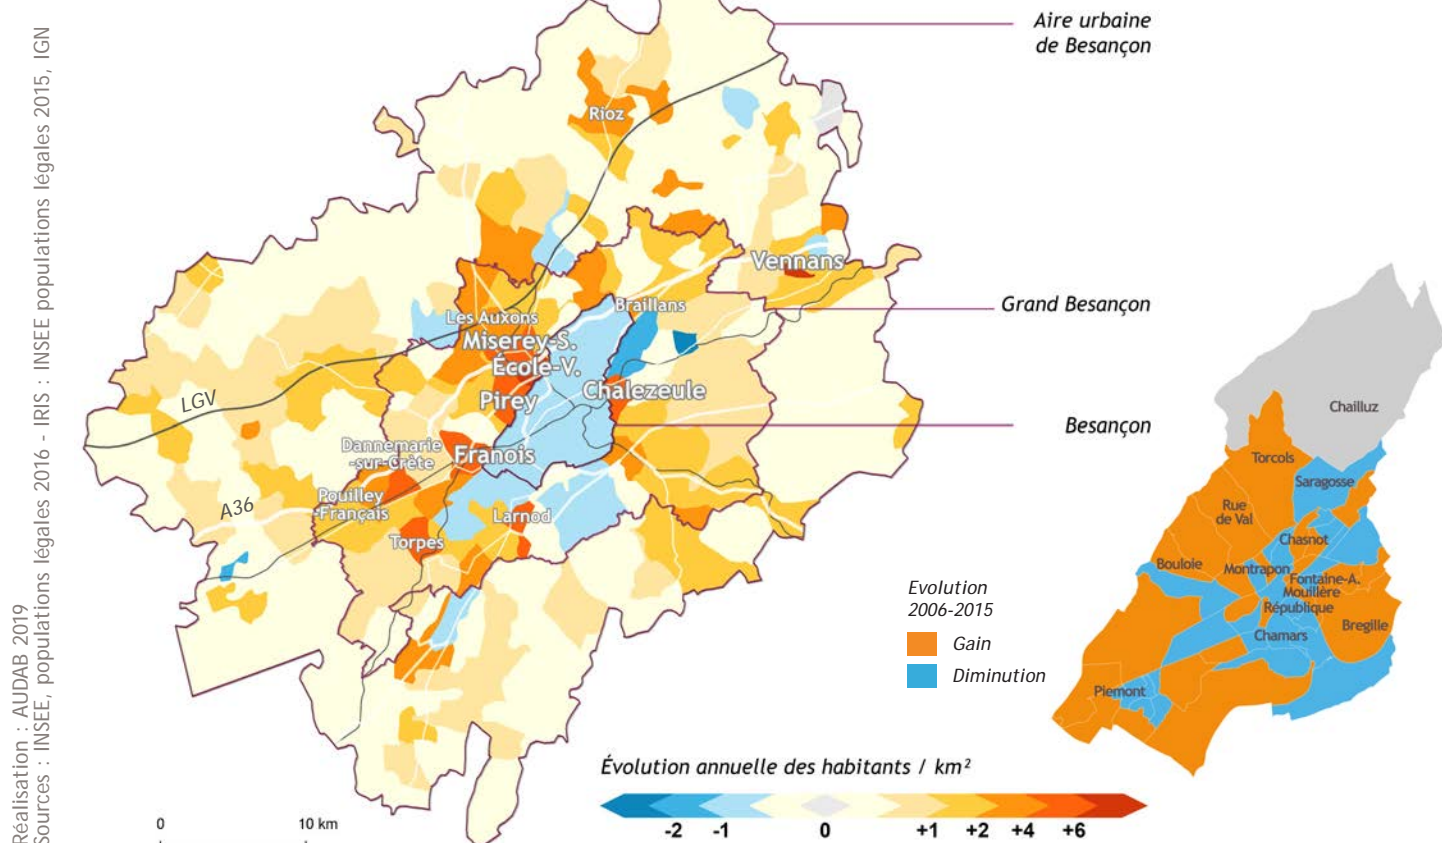 Réalisation : AUDAB 2019
Sources : INSEE, populations légales 2016 - IRIS : INSEE populations légales 2015, IGN
Aire urbaine
de Besançon
Grand Besançon
Besançon
Rioz
Vennans
Braillans
Les Auxons
Miserey-S.
École-V.
Chalezeule
Pirey
LGV
Dannemarie
-sur-Crète
Franois
Pouilley
-Français
A36
Larnod
Torpes
Chailluz
Torcols
Saragosse
Rue
de Val
Chasnot
Bouloie
Montrapon
Fontaine-A.
Mouillère
République
Bregille
Chamars
Piemont
Evolution
2006-2015
Gain
Diminution
Évolution annuelle des habitants / km²
-2 -1 0 +1 +2 +4 +6
0 10 km